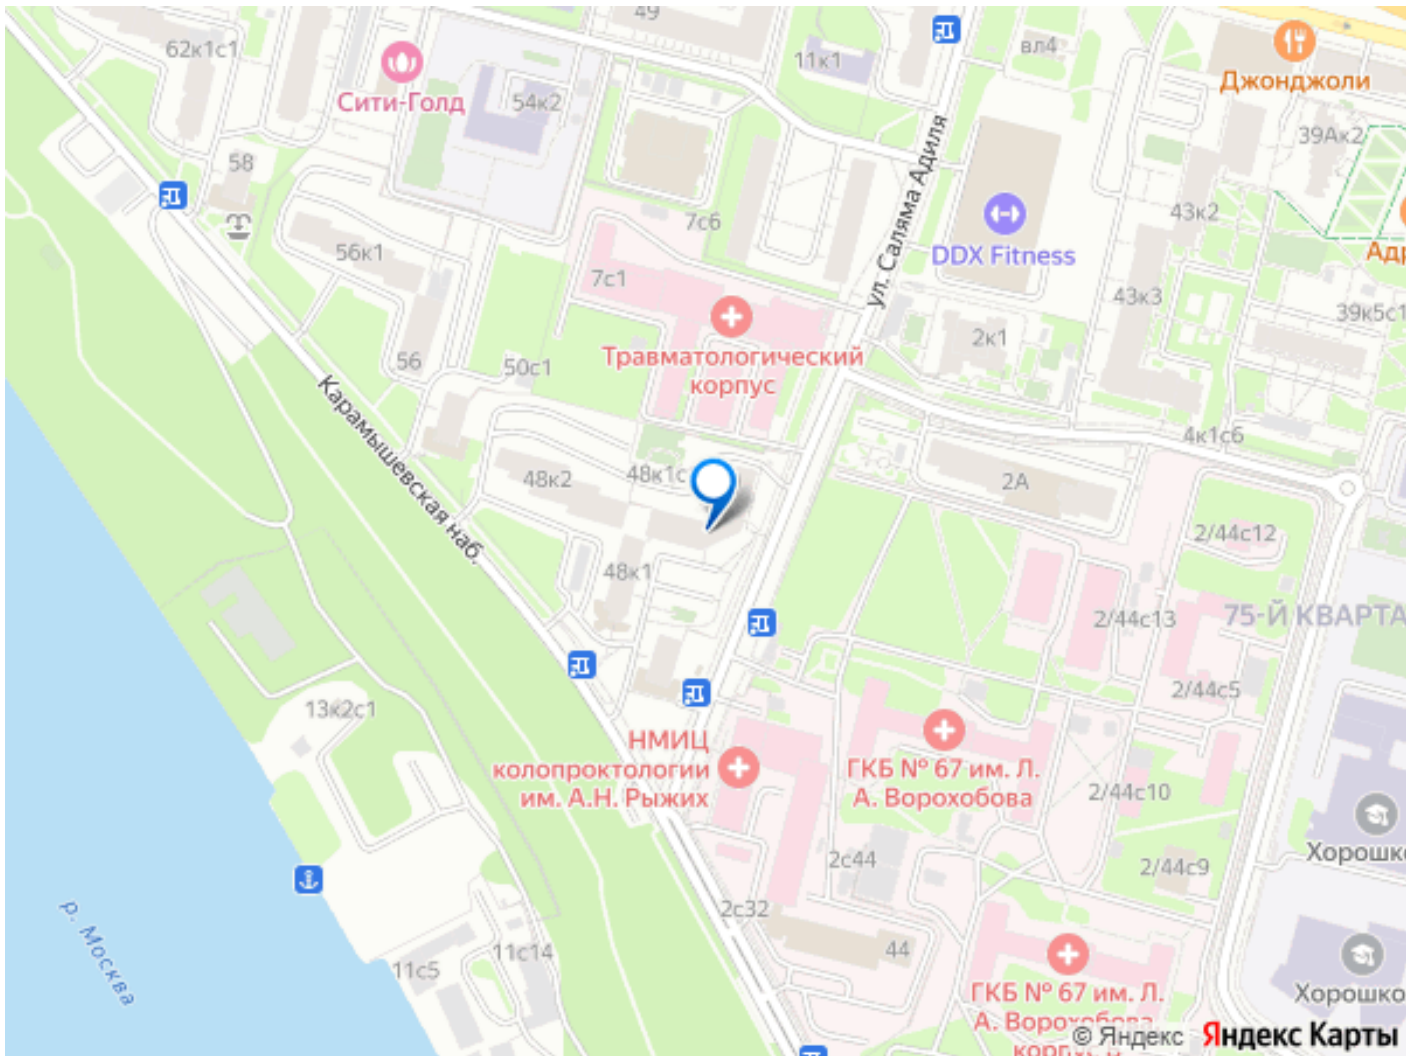 49
62к1с1
Сити-Голд
54к2
11к1
вл4
Джонджоли
39Ак2
58
ул. Саляма Адиля
7с6
43к2
56к1
DDX Fitness
7с1
43к3
39к5с1
Травматологический
корпус
2к1
56
50с1
Карамышевская наб.
4к1с6
48к2
48к1с
2А
2/44с12
48к1
2/44с13
75-Й КВАРТА
2/44с5
13к2с1
НМИЦ
колопроктологии
им. А.Н. Рыжих
ГКБ № 67 им. Л.
А. Ворохобова
2/44с10
2с44
Хорошко
2/44с9
р. Москва
2с32
11с14
11с5
44
ГКБ № 67 им. Л.
А. Ворохобова
Хорошко
© Яндекс
Яндекс Карты